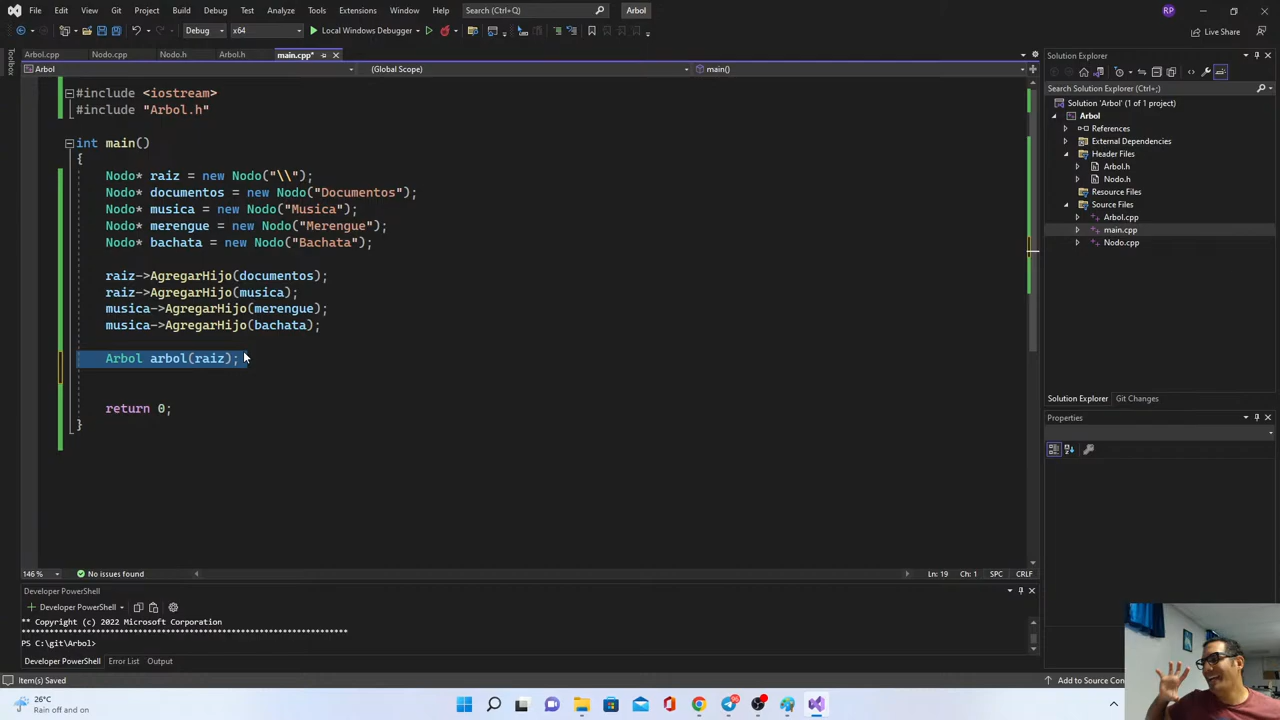 File Edit View Git Project Build Debug Test Analyze Tools Extensions Window Help Search (Ctrl+Q) Arbol RP
Debug x64 Local Windows Debugger Live Share
Toolbox
Arbol.cpp Nodo.cpp Nodo.h Arbol.h main.cpp*
Arbol (Global Scope) main()
#include <iostream>
#include "Arbol.h"
int main()
{
Nodo* raiz = new Nodo("\\");
Nodo* documentos = new Nodo("Documentos");
Nodo* musica = new Nodo("Musica");
Nodo* merengue = new Nodo("Merengue");
Nodo* bachata = new Nodo("Bachata");
raiz->AgregarHijo(documentos);
raiz->AgregarHijo(musica);
musica->AgregarHijo(merengue);
musica->AgregarHijo(bachata);
Arbol arbol(raiz);
return 0;
}
146 % No issues found Ln: 19 Ch: 1 SPC CRLF
Developer PowerShell
Developer PowerShell
** Copyright (c) 2022 Microsoft Corporation
**********************************************************************
PS C:\git\Arbol>
Developer PowerShell Error List Output
Item(s) Saved Add to Source Con
Solution Explorer
Search Solution Explorer (Ctrl+;)
Solution 'Arbol' (1 of 1 project)
Arbol
References
External Dependencies
Header Files
Arbol.h
Nodo.h
Resource Files
Source Files
Arbol.cpp
main.cpp
Nodo.cpp
Solution Explorer Git Changes
Properties
26°C
Rain off and on